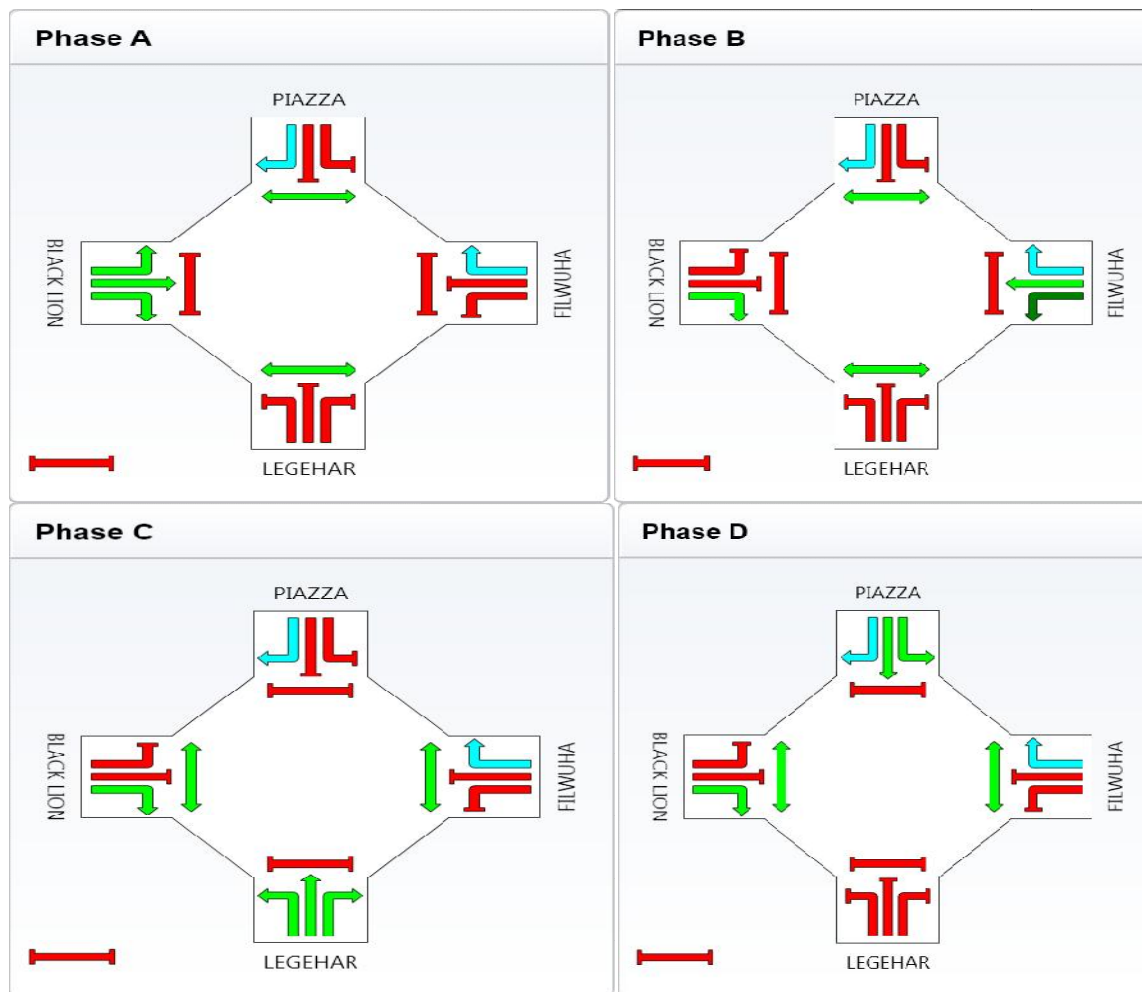 Phase A
PIAZZA
BLACK LION
FILWUHA
LEGEHAR
Phase B
PIAZZA
BLACK LION
FILWUHA
LEGEHAR
Phase C
PIAZZA
BLACK LION
FILWUHA
LEGEHAR
Phase D
PIAZZA
BLACK LION
FILWUHA
LEGEHAR